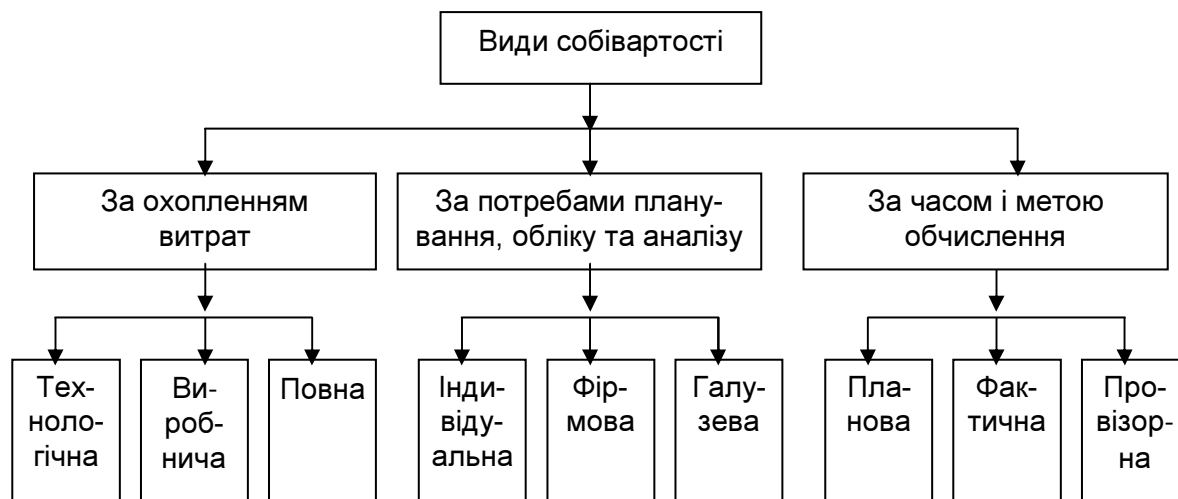 Види собівартості
За охопленням
витрат
За потребами плану-
вання, обліку та аналізу
За часом і метою
обчислення
Тех-
ноло-
гічна
Ви-
роб-
нича
Повна
Інди-
віду-
альна
Фір-
мова
Галу-
зева
Пла-
нова
Фак-
тична
Про-
візор-
на